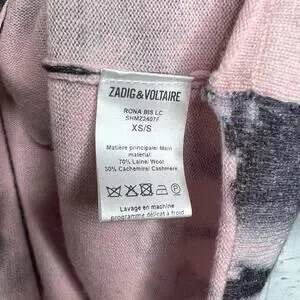 ZADIG&VOLTAIRE
RONA BIS LC
SHMZ2407F
XS/S
Matière principale/ Main
material:
70% Laine/ Wool
30% Cachemire/ Cashmere
Lavage en machine
programme délicat à froid